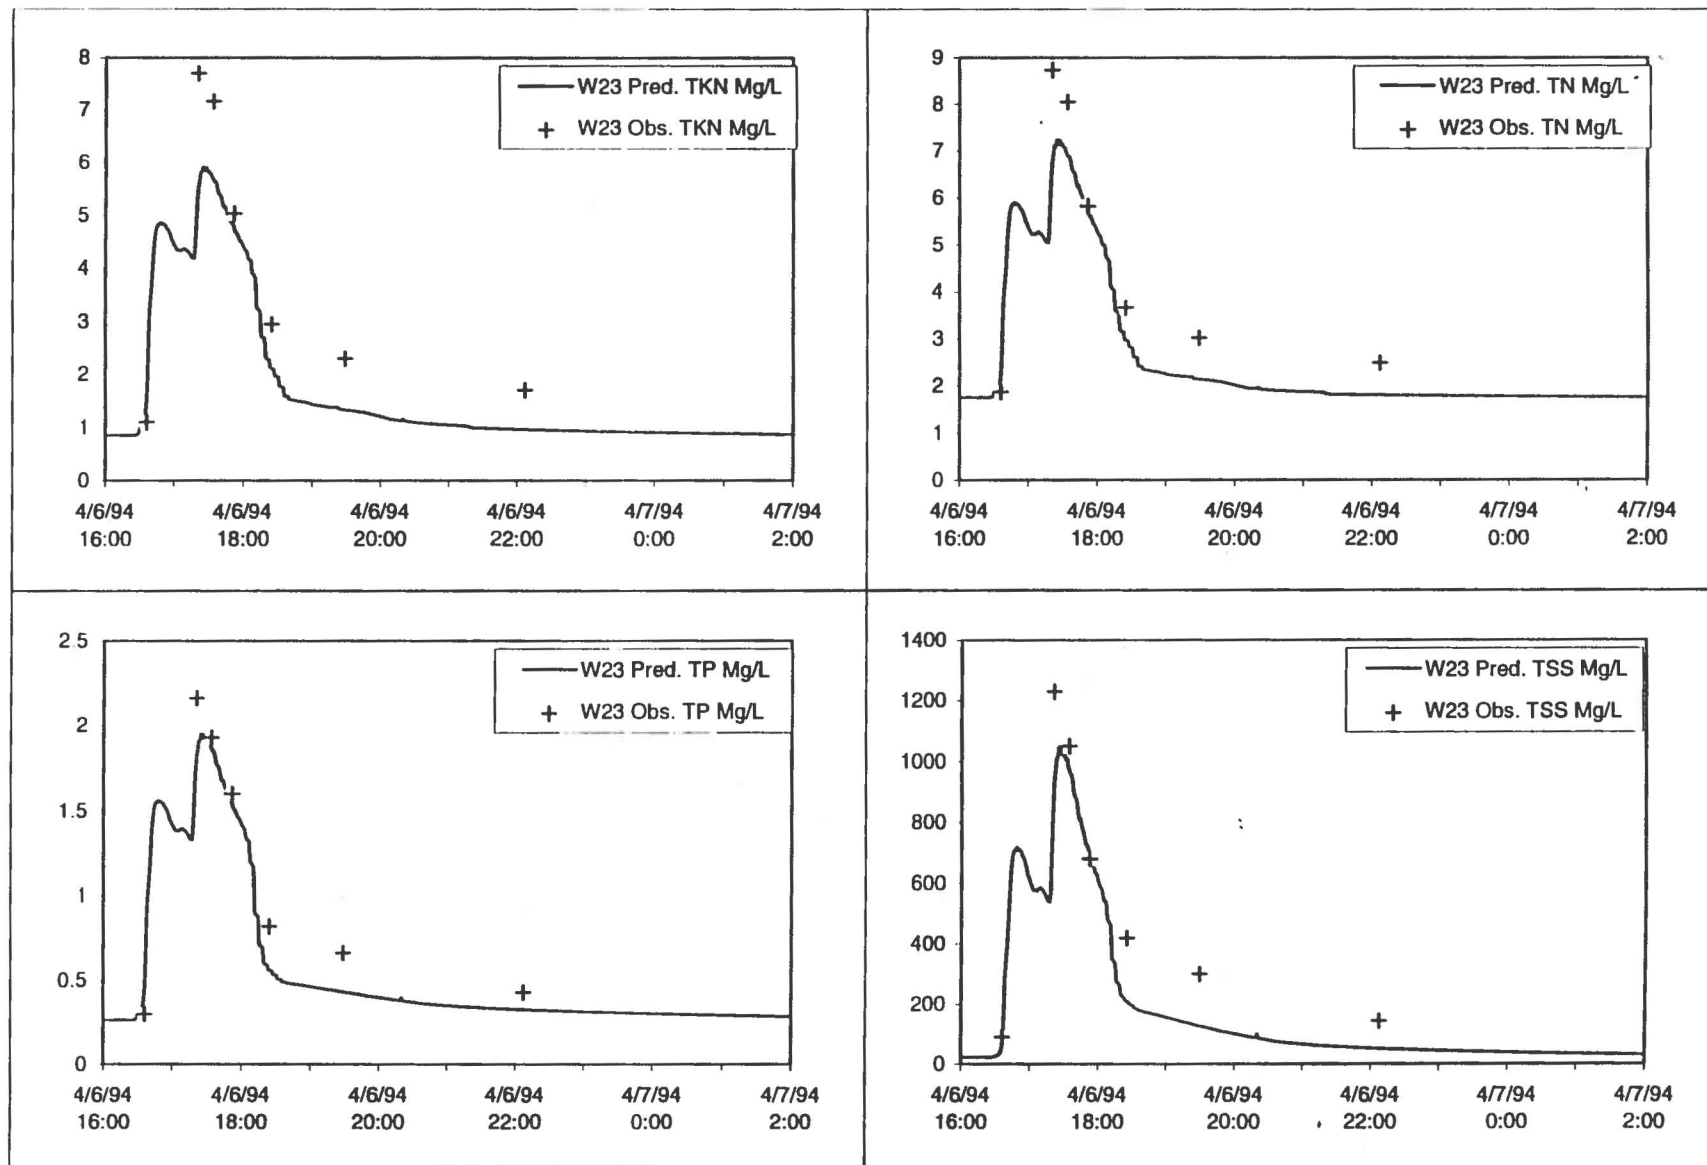 8
7
6
5
4
3
2
1
0
W23 Pred. TKN Mg/L
W23 Obs. TKN Mg/L
4/6/94 4/6/94 4/6/94 4/6/94 4/7/94 4/7/94
16:00 18:00 20:00 22:00 0:00 2:00
9
8
7
6
5
4
3
2
1
0
W23 Pred. TN Mg/L
W23 Obs. TN Mg/L
4/6/94 4/6/94 4/6/94 4/6/94 4/7/94 4/7/94
16:00 18:00 20:00 22:00 0:00 2:00
2.5
2
1.5
1
0.5
0
W23 Pred. TP Mg/L
W23 Obs. TP Mg/L
4/6/94 4/6/94 4/6/94 4/6/94 4/7/94 4/7/94
16:00 18:00 20:00 22:00 0:00 2:00
1400
1200
1000
800
600
400
200
0
W23 Pred. TSS Mg/L
W23 Obs. TSS Mg/L
4/6/94 4/6/94 4/6/94 4/6/94 4/7/94 4/7/94
16:00 18:00 20:00 22:00 0:00 2:00